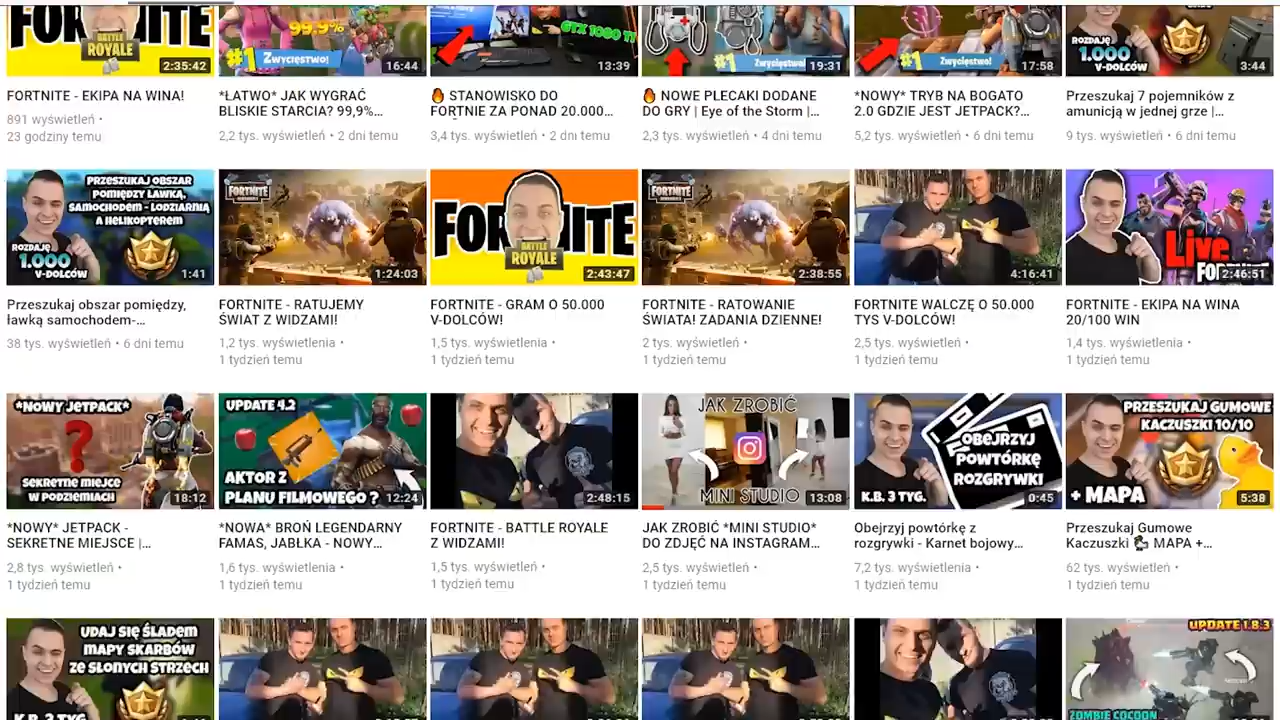 FORTNITE
BATTLE
ROYALE
2:35:42
99.9%
#1 Zwycięstwo!
16:44
GTX 1080 TI
13:39
#1 Zwycięstwo!
19:31
#1 Zwycięstwo!
17:58
ROZDAJĘ
1.000
V-DOLCÓW
3:44
FORTNITE - EKIPA NA WINA!
891 wyświetleń •
23 godziny temu
*ŁATWO* JAK WYGRAĆ
BLISKIE STARCIA? 99,9%...
2,2 tys. wyświetleń • 2 dni temu
🔥 STANOWISKO DO
FORTNIE ZA PONAD 20.000...
3,4 tys. wyświetleń • 2 dni temu
🔥 NOWE PLECAKI DODANE
DO GRY | Eye of the Storm |...
2,3 tys. wyświetleń • 4 dni temu
*NOWY* TRYB NA BOGATO
2.0 GDZIE JEST JETPACK?...
5,2 tys. wyświetleń • 6 dni temu
Przeszukaj 7 pojemników z
amunicją w jednej grze |...
9 tys. wyświetleń • 6 dni temu
PRZESZUKAJ OBSZAR
POMIĘDZY ŁAWKĄ,
SAMOCHODEM - LODZIARNIĄ
A HELIKOPTEREM
ROZDAJĘ
1.000
V-DOLCÓW
1:41
FORTNITE
1:24:03
FORTNITE
BATTLE
ROYALE
2:43:47
FORTNITE
2:38:55
4:16:41
Live
FORTNITE
2:46:51
Przeszukaj obszar pomiędzy,
ławką samochodem-...
38 tys. wyświetleń • 6 dni temu
FORTNITE - RATUJEMY
ŚWIAT Z WIDZAMI!
1,2 tys. wyświetlenia •
1 tydzień temu
FORTNITE - GRAM O 50.000
V-DOLCÓW!
1,5 tys. wyświetlenia •
1 tydzień temu
FORTNITE - RATOWANIE
ŚWIATA! ZADANIA DZIENNE!
2 tys. wyświetleń •
1 tydzień temu
FORTNITE WALCZĘ O 50.000
TYS V-DOLCÓW!
2,5 tys. wyświetleń •
1 tydzień temu
FORTNITE - EKIPA NA WINA
20/100 WIN
1,4 tys. wyświetlenia •
1 tydzień temu
*NOWY JETPACK*
?
SEKRETNE MIEJCE
W PODZIEMIACH
18:12
UPDATE 4.2
AKTOR Z
PLANU FILMOWEGO ?
12:24
2:48:15
JAK ZROBIĆ
MINI STUDIO
13:08
OBEJRZYJ
POWTÓRKĘ
ROZGRYWKI
K.B. 3 TYG.
0:45
PRZESZUKAJ GUMOWE
KACZUSZKI 10/10
+ MAPA
5:38
*NOWY* JETPACK -
SEKRETNE MIEJSCE |...
2,8 tys. wyświetleń •
1 tydzień temu
*NOWA* BROŃ LEGENDARNY
FAMAS, JABŁKA - NOWY...
1,6 tys. wyświetleń •
1 tydzień temu
FORTNITE - BATTLE ROYALE
Z WIDZAMI!
1,5 tys. wyświetleń •
1 tydzień temu
JAK ZROBIĆ *MINI STUDIO*
DO ZDJĘĆ NA INSTAGRAM...
2,5 tys. wyświetleń •
1 tydzień temu
Obejrzyj powtórkę z
rozgrywki - Karnet bojowy...
7,2 tys. wyświetlenia •
1 tydzień temu
Przeszukaj Gumowe
Kaczuszki 🦆 MAPA +...
62 tys. wyświetleń •
1 tydzień temu
UDAJ SIĘ ŚLADEM
MAPY SKARBÓW
ZE SŁONYCH STRZECH
K.B. 3 TYG.
UPDATE 1.8.3
ZOMBIE COCOON